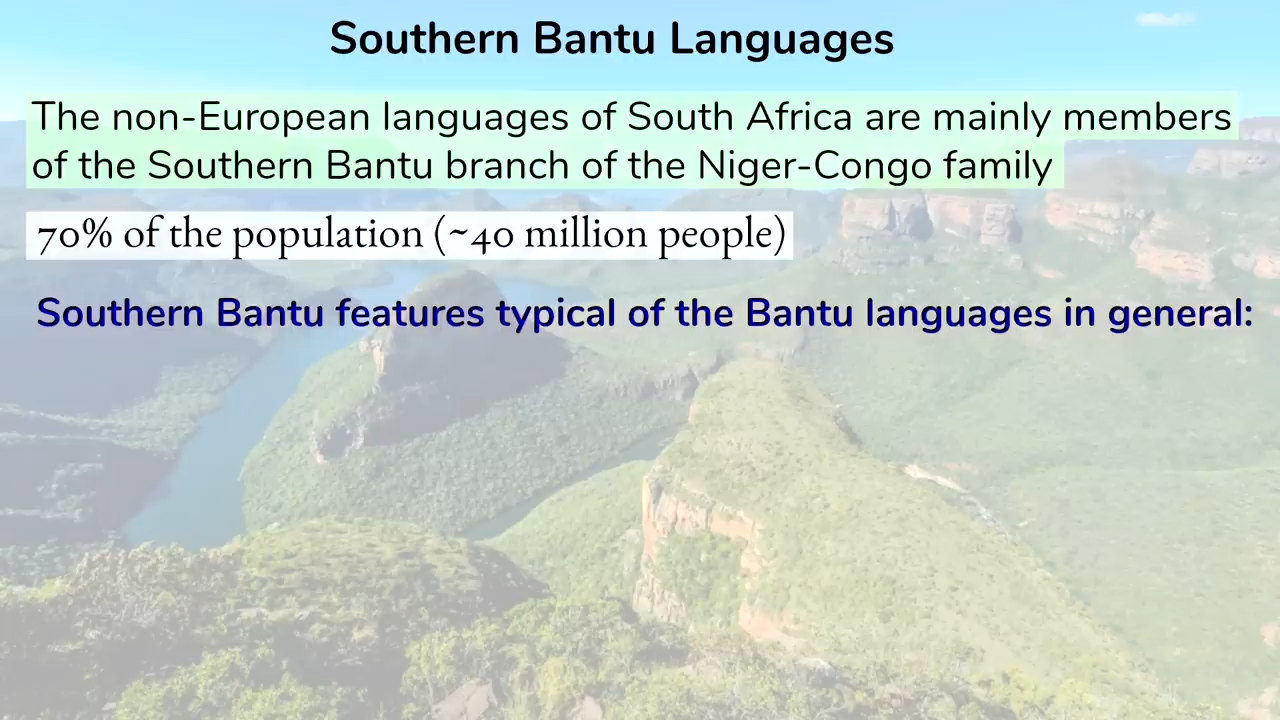 Southern Bantu Languages
The non-European languages of South Africa are mainly members
of the Southern Bantu branch of the Niger-Congo family
70% of the population (~40 million people)
Southern Bantu features typical of the Bantu languages in general: